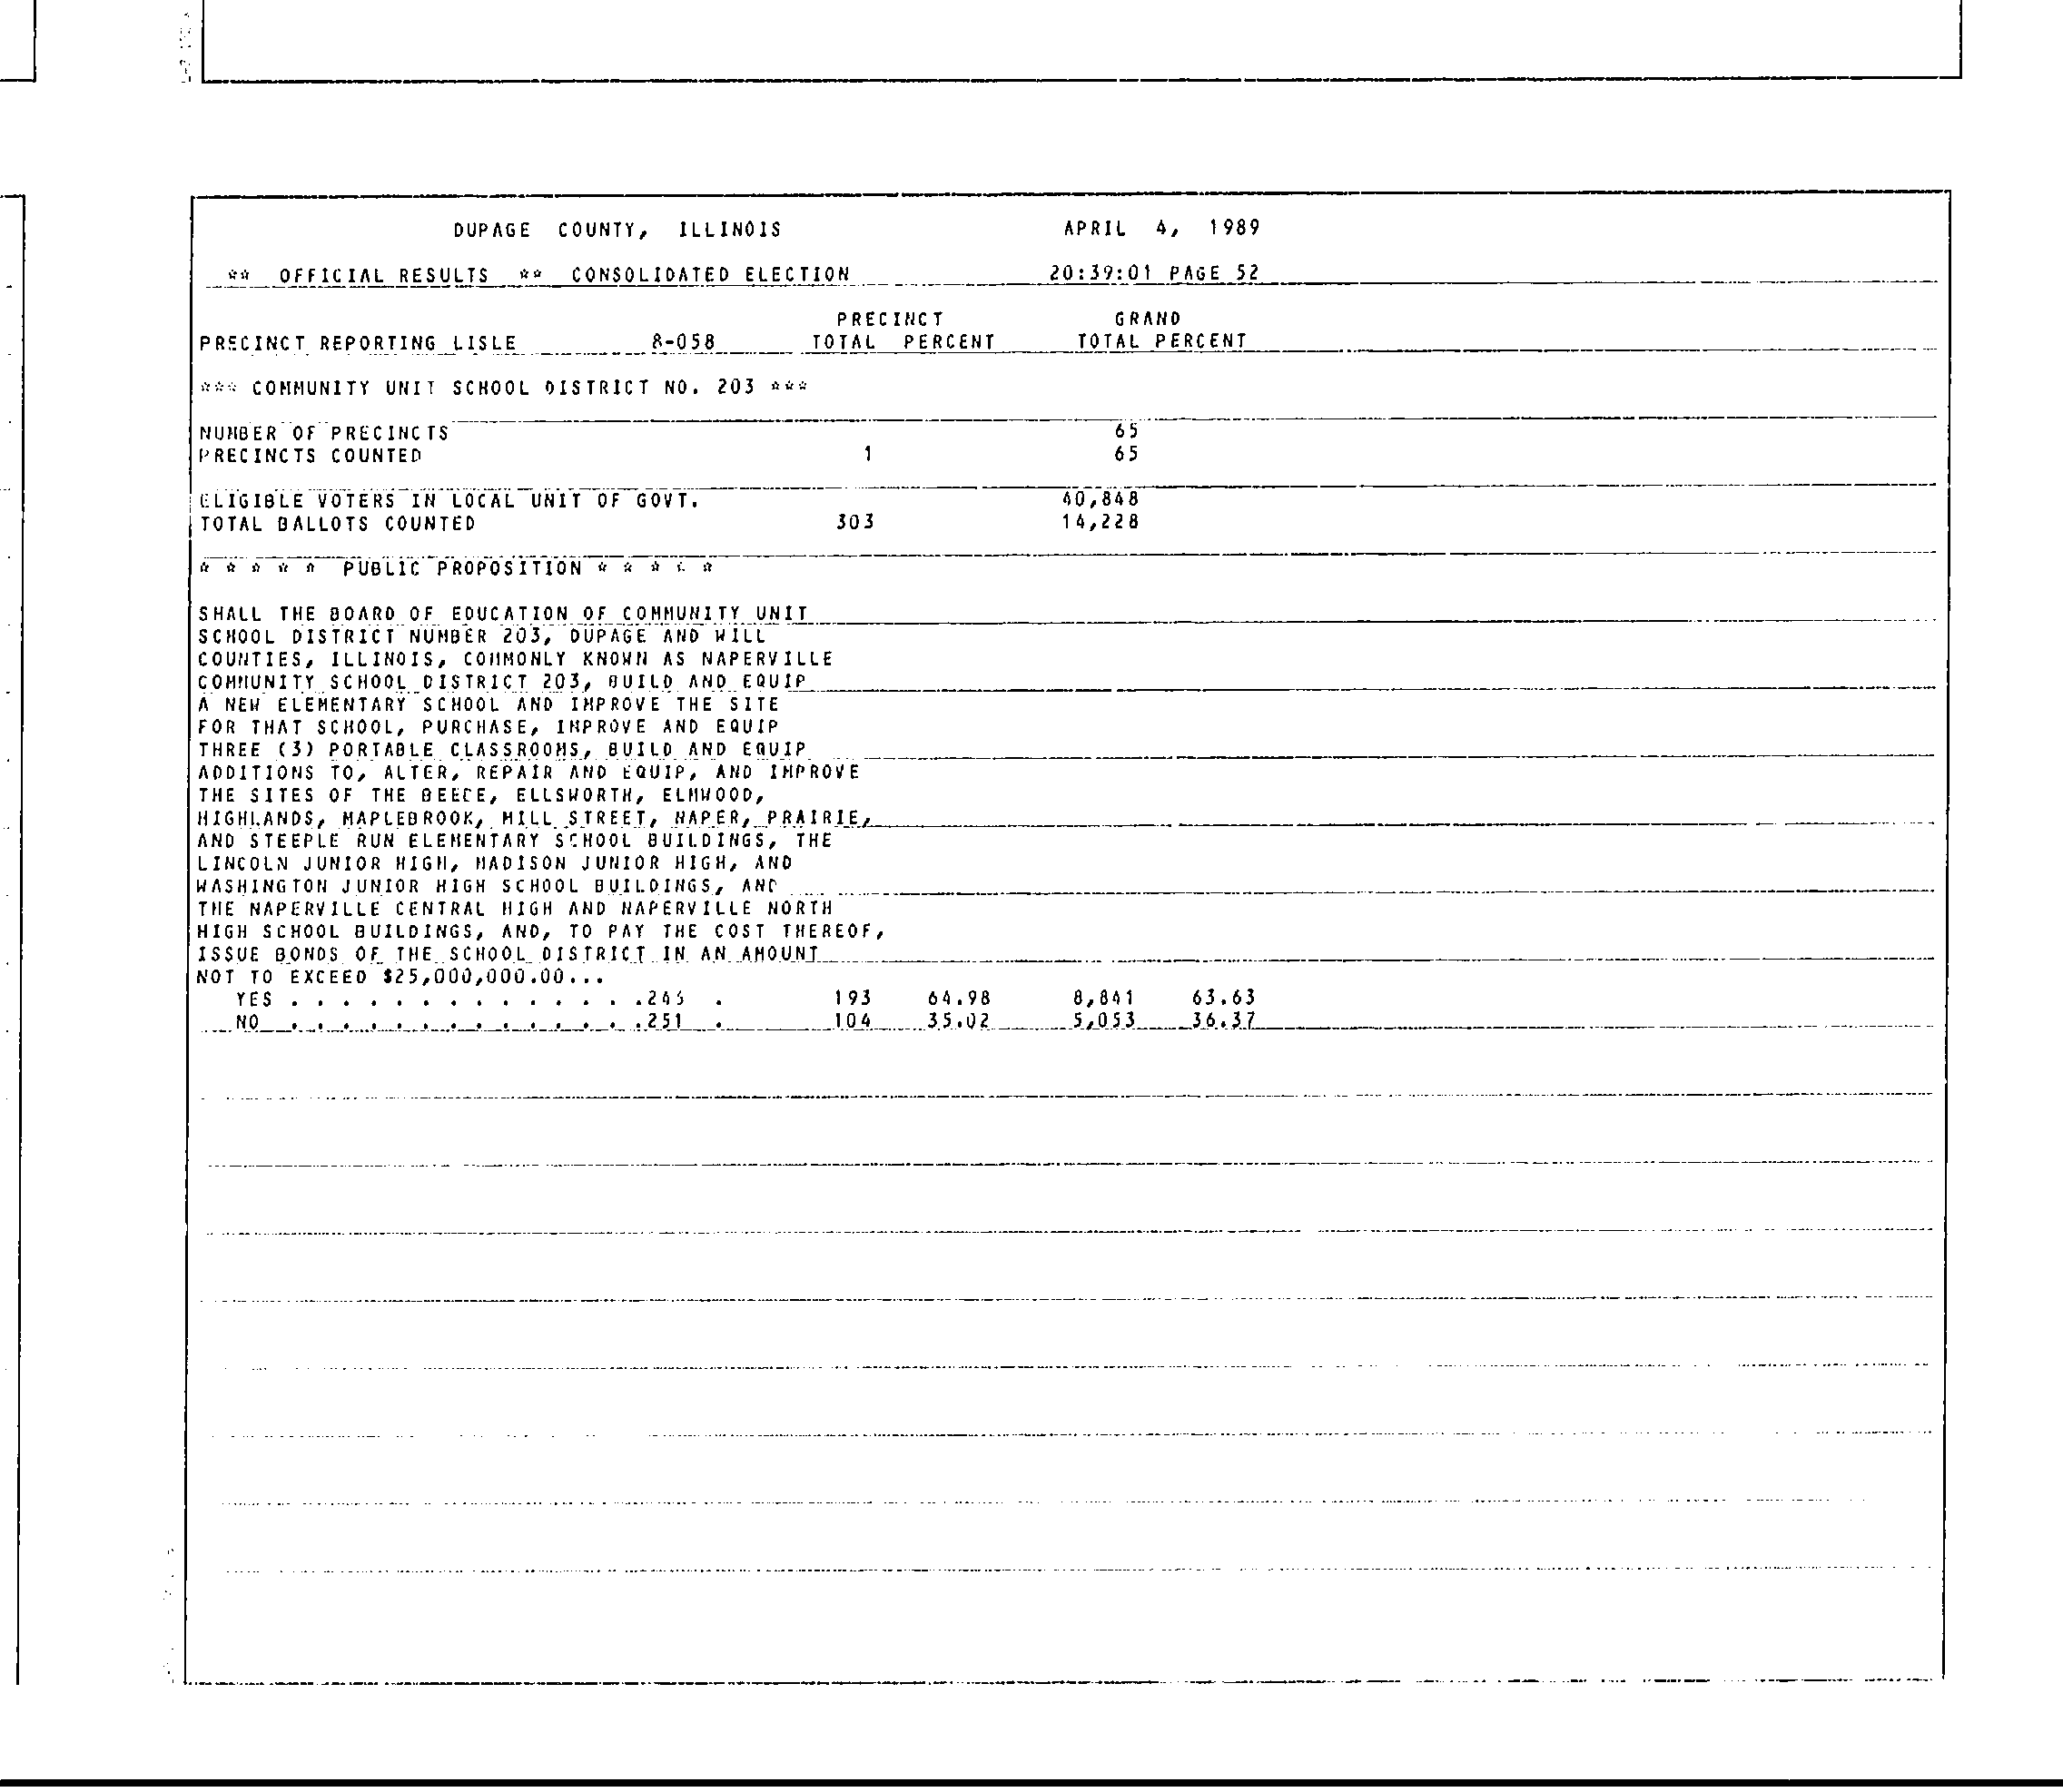 DUPAGE COUNTY, ILLINOIS APRIL 4, 1989
** OFFICIAL RESULTS ** CONSOLIDATED ELECTION 20:39:01 PAGE 52
PRECINCT GRAND
PRECINCT REPORTING LISLE 8-058 TOTAL PERCENT TOTAL PERCENT
*** COMMUNITY UNIT SCHOOL DISTRICT NO. 203 ***
NUMBER OF PRECINCTS 65
PRECINCTS COUNTED 1 65
ELIGIBLE VOTERS IN LOCAL UNIT OF GOVT. 40,848
TOTAL BALLOTS COUNTED 303 14,228
* * * * * PUBLIC PROPOSITION * * * * *
SHALL THE BOARD OF EDUCATION OF COMMUNITY UNIT
SCHOOL DISTRICT NUMBER 203, DUPAGE AND WILL
COUNTIES, ILLINOIS, COMMONLY KNOWN AS NAPERVILLE
COMMUNITY SCHOOL DISTRICT 203, BUILD AND EQUIP
A NEW ELEMENTARY SCHOOL AND IMPROVE THE SITE
FOR THAT SCHOOL, PURCHASE, IMPROVE AND EQUIP
THREE (3) PORTABLE CLASSROOMS, BUILD AND EQUIP
ADDITIONS TO, ALTER, REPAIR AND EQUIP, AND IMPROVE
THE SITES OF THE BEEBE, ELLSWORTH, ELMWOOD,
HIGHLANDS, MAPLEBROOK, MILL STREET, NAPER, PRAIRIE,
AND STEEPLE RUN ELEMENTARY SCHOOL BUILDINGS, THE
LINCOLN JUNIOR HIGH, MADISON JUNIOR HIGH, AND
WASHINGTON JUNIOR HIGH SCHOOL BUILDINGS, AND
THE NAPERVILLE CENTRAL HIGH AND NAPERVILLE NORTH
HIGH SCHOOL BUILDINGS, AND, TO PAY THE COST THEREOF,
ISSUE BONDS OF THE SCHOOL DISTRICT IN AN AMOUNT
NOT TO EXCEED $25,000,000.00...
YES . . . . . . . . . . . . . . . 193 64.98 8,841 63.63
NO . . . . . . . . . . . . . .251 . 104 35.02 5,053 36.37